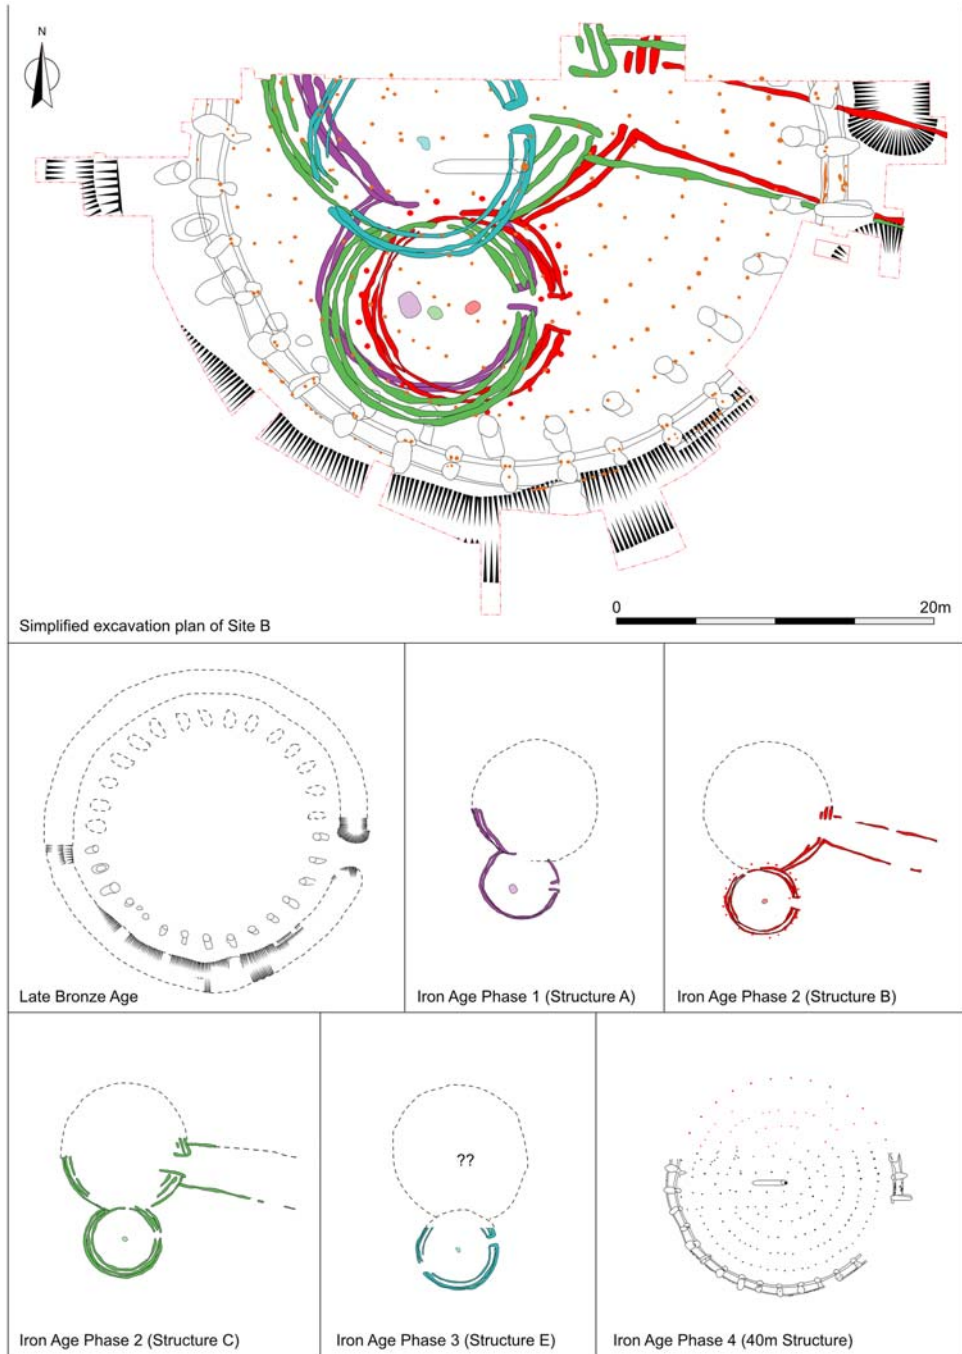 N
0 20m
Simplified excavation plan of Site B
Late Bronze Age
Iron Age Phase 1 (Structure A)
Iron Age Phase 2 (Structure B)
??
Iron Age Phase 2 (Structure C)
Iron Age Phase 3 (Structure E)
Iron Age Phase 4 (40m Structure)